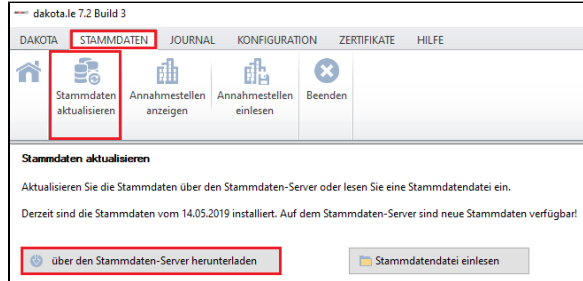 dakota.le 7.2 Build 3
DAKOTA STAMMDATEN JOURNAL KONFIGURATION ZERTIFIKATE HILFE
Stammdaten aktualisieren
Annahmestellen anzeigen
Annahmestellen einlesen
Beenden
Stammdaten aktualisieren
Aktualisieren Sie die Stammdaten über den Stammdaten-Server oder lesen Sie eine Stammdatendatei ein.
Derzeit sind die Stammdaten vom 14.05.2019 installiert. Auf dem Stammdaten-Server sind neue Stammdaten verfügbar!
über den Stammdaten-Server herunterladen
Stammdatendatei einlesen